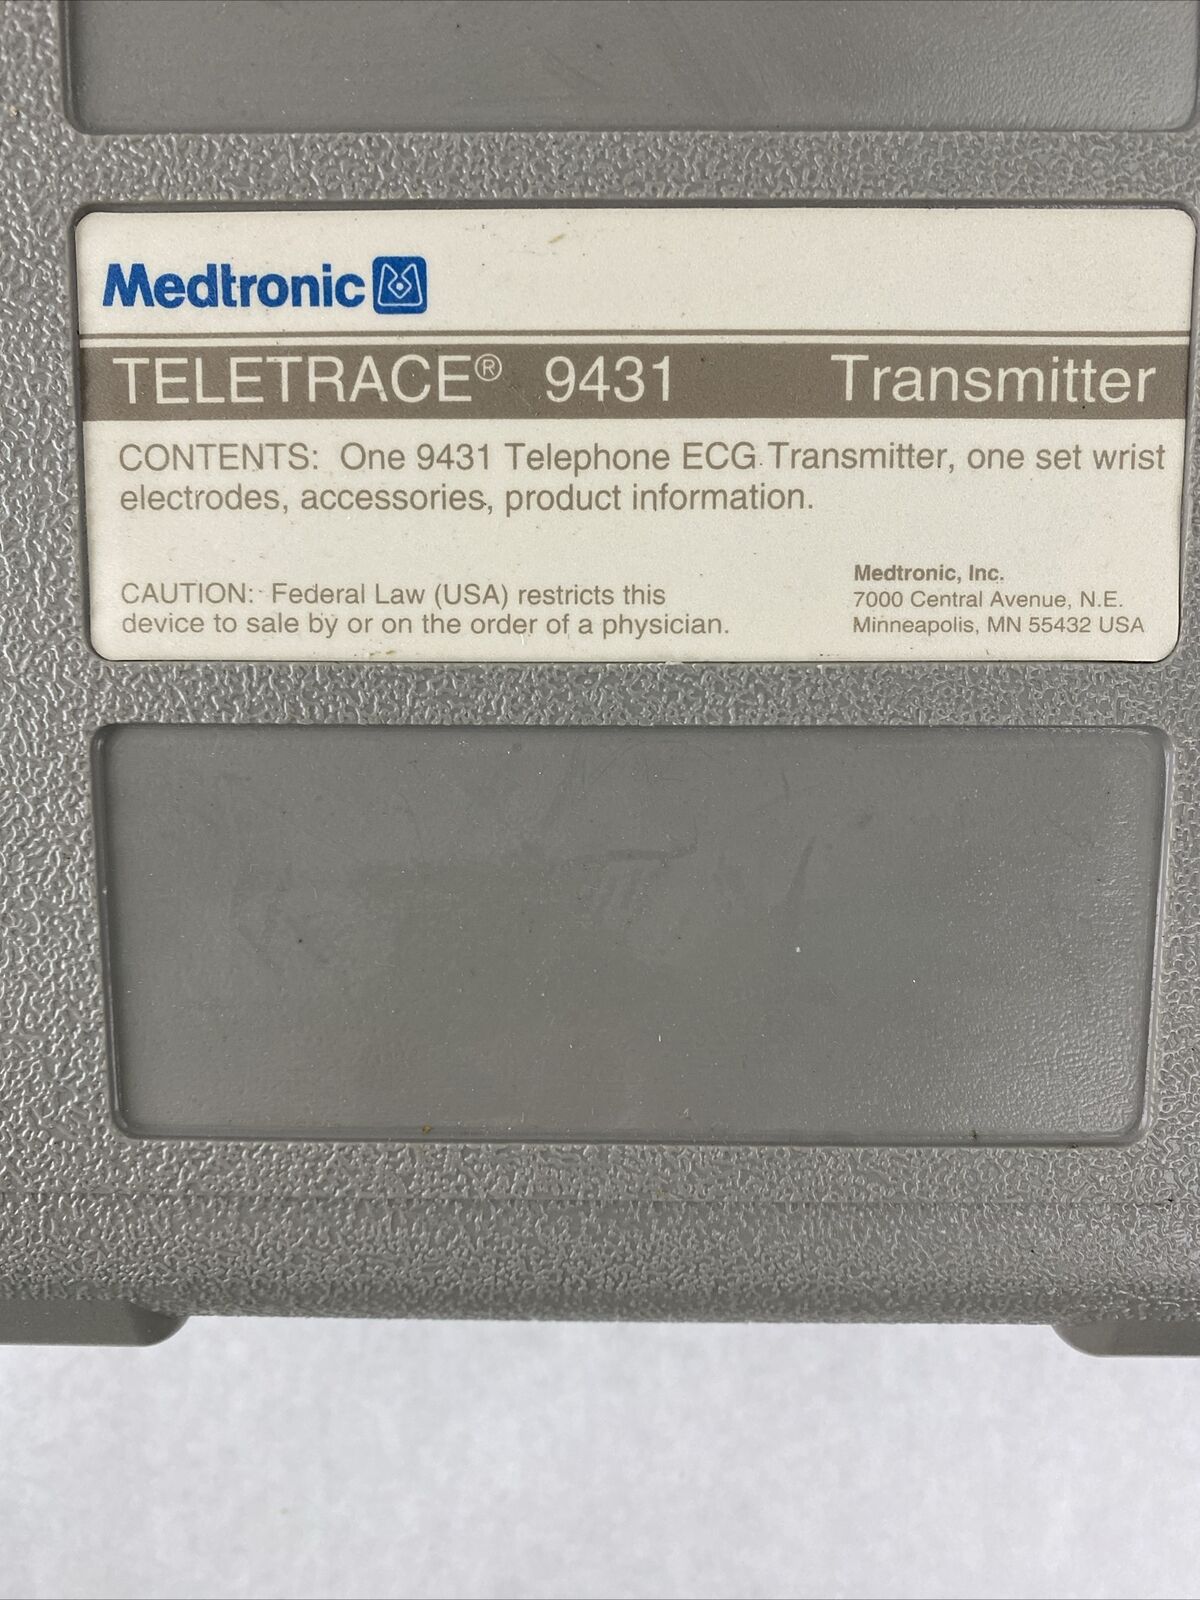 Medtronic
TELETRACE® 9431 Transmitter
CONTENTS: One 9431 Telephone ECG Transmitter, one set wrist
electrodes, accessories, product information.
CAUTION: Federal Law (USA) restricts this
device to sale by or on the order of a physician.
Medtronic, Inc.
7000 Central Avenue, N.E.
Minneapolis, MN 55432 USA